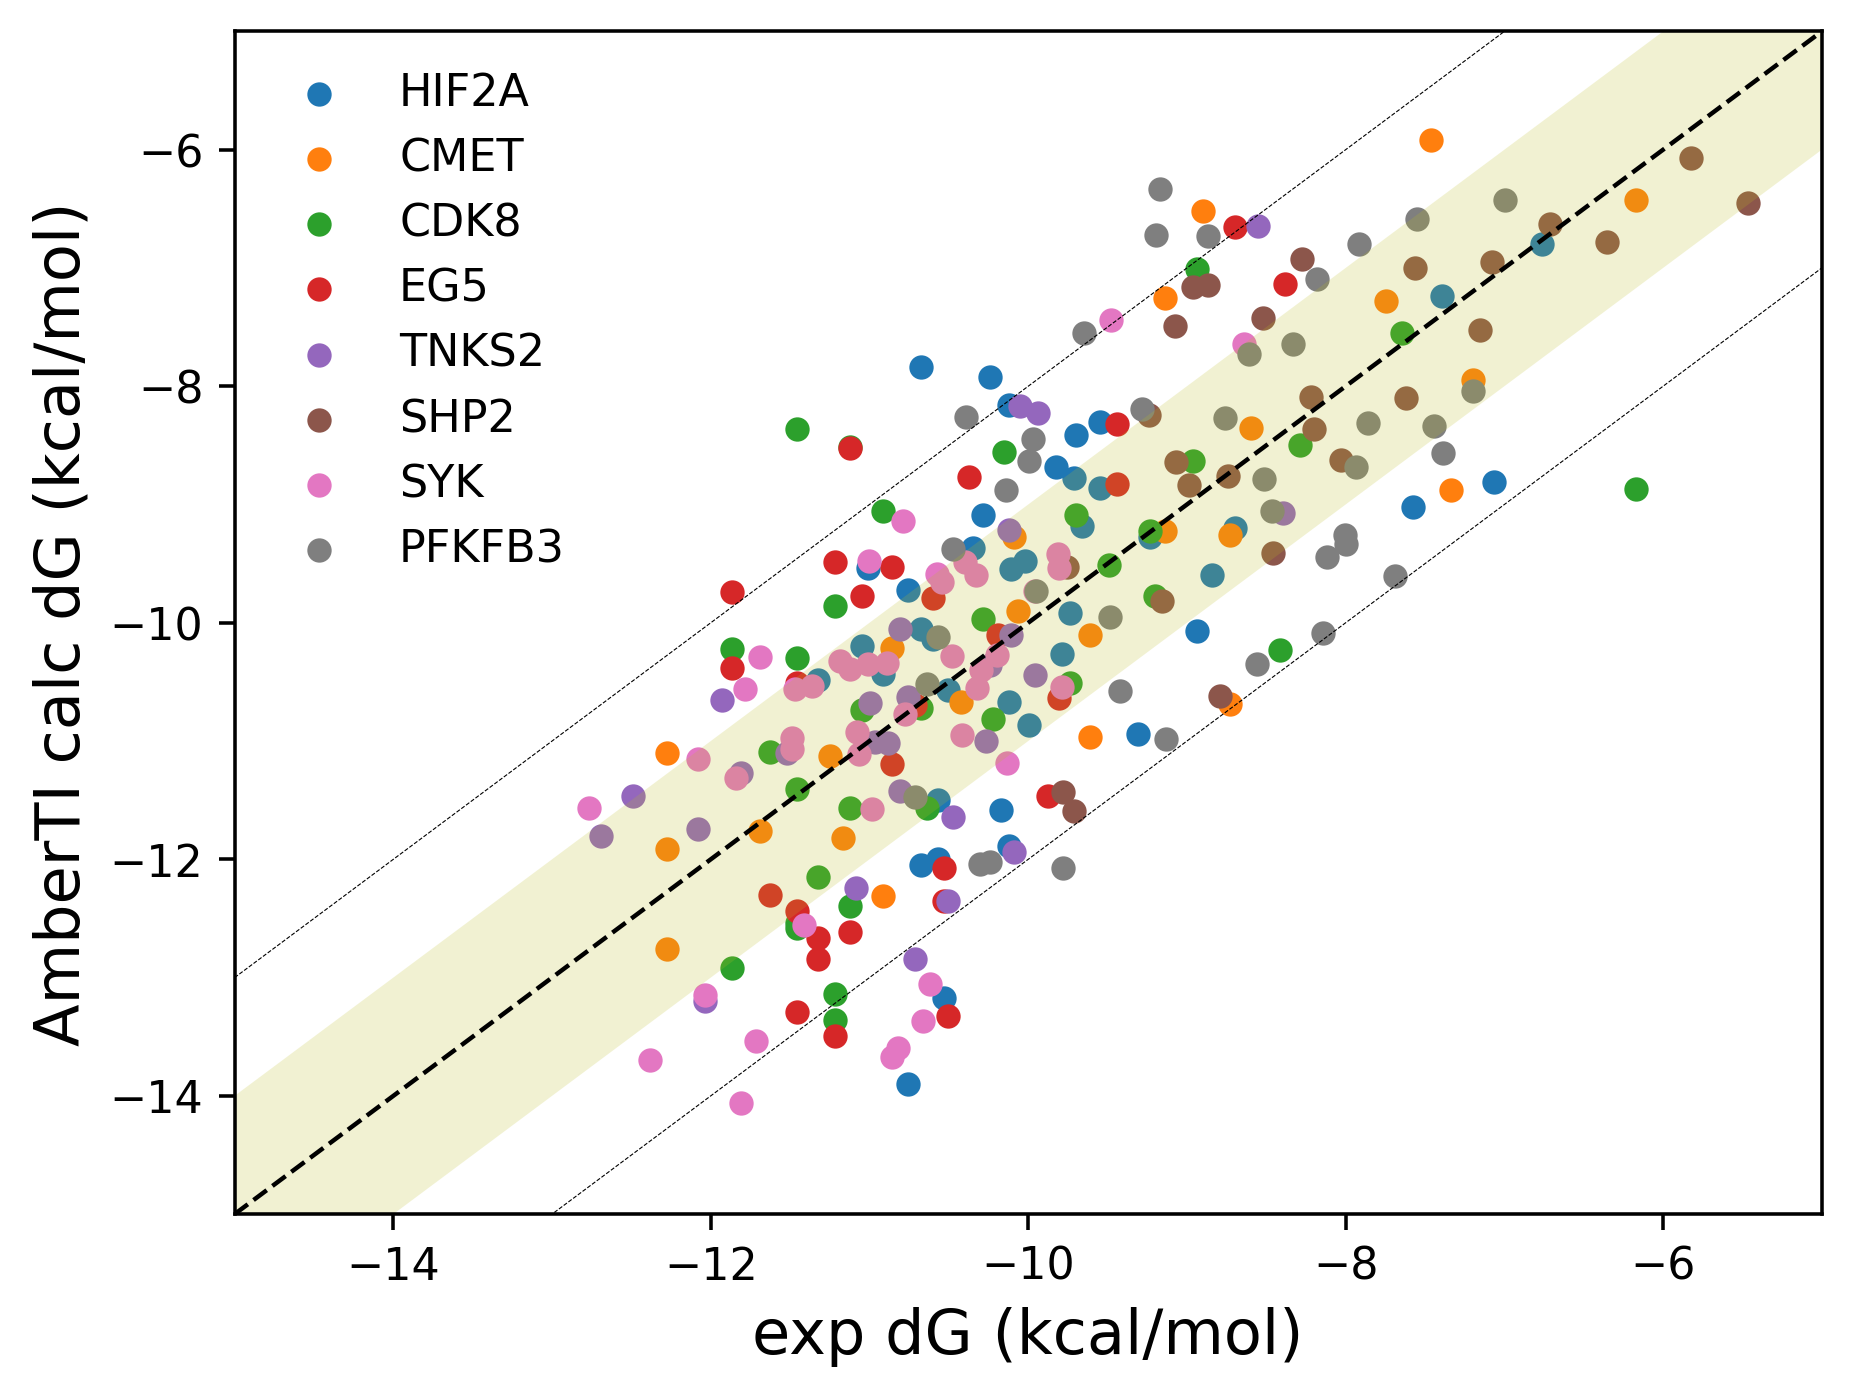 HIF2A
CMET
CDK8
EG5
TNKS2
SHP2
SYK
PFKFB3
AmberTI calc dG (kcal/mol)
−6
−8
−10
−12
−14
−14 −12 −10 −8 −6
exp dG (kcal/mol)